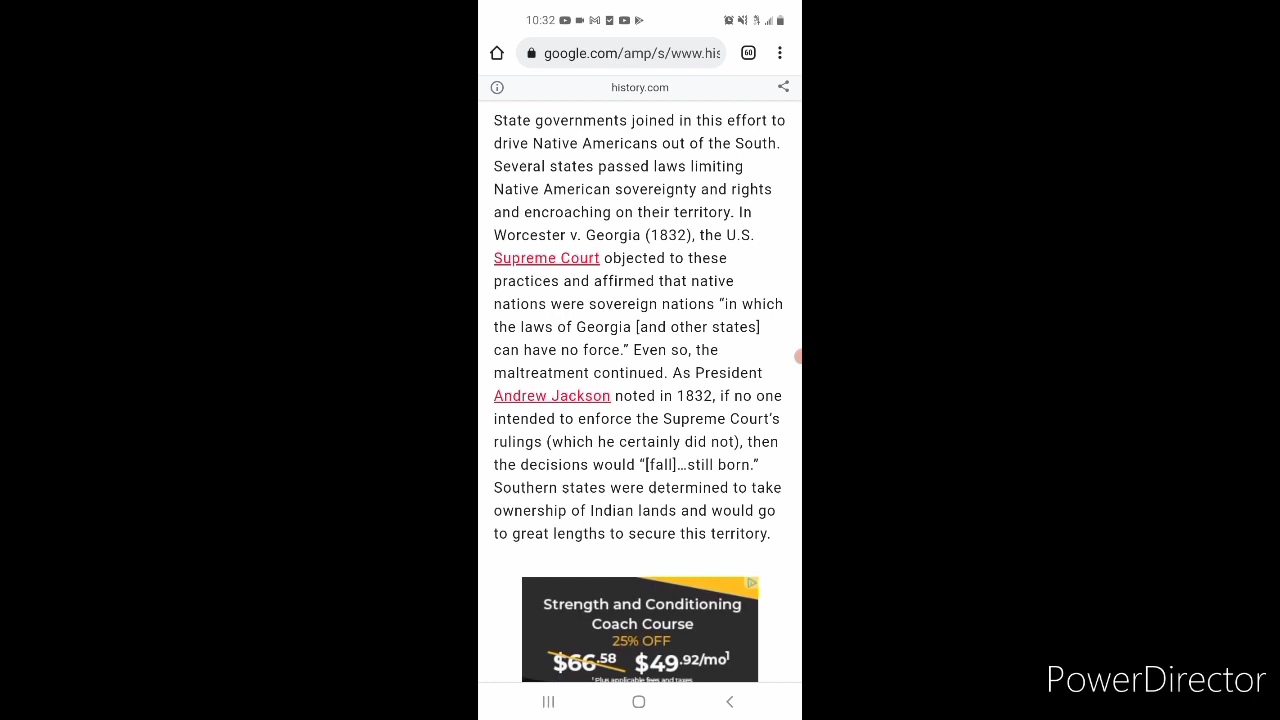 10:32
google.com/amp/s/www.his
60
history.com
State governments joined in this effort to
drive Native Americans out of the South.
Several states passed laws limiting
Native American sovereignty and rights
and encroaching on their territory. In
Worcester v. Georgia (1832), the U.S.
Supreme Court objected to these
practices and affirmed that native
nations were sovereign nations “in which
the laws of Georgia [and other states]
can have no force.” Even so, the
maltreatment continued. As President
Andrew Jackson noted in 1832, if no one
intended to enforce the Supreme Court’s
rulings (which he certainly did not), then
the decisions would “[fall]…still born.”
Southern states were determined to take
ownership of Indian lands and would go
to great lengths to secure this territory.
Strength and Conditioning
Coach Course
25% OFF
$66.58 $49.92/mo¹
¹Plus applicable fees and taxes
PowerDirector